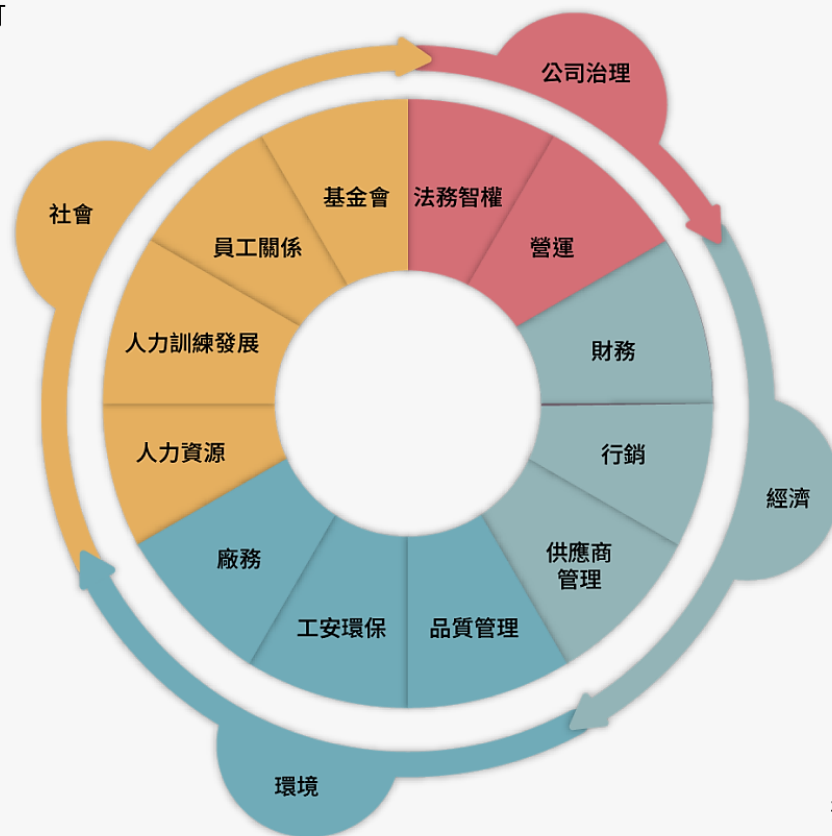 公司治理
社會
基金會
法務智權
員工關係
營運
人力訓練發展
財務
人力資源
行銷
經濟
供應商
管理
廠務
工安環保
品質管理
環境